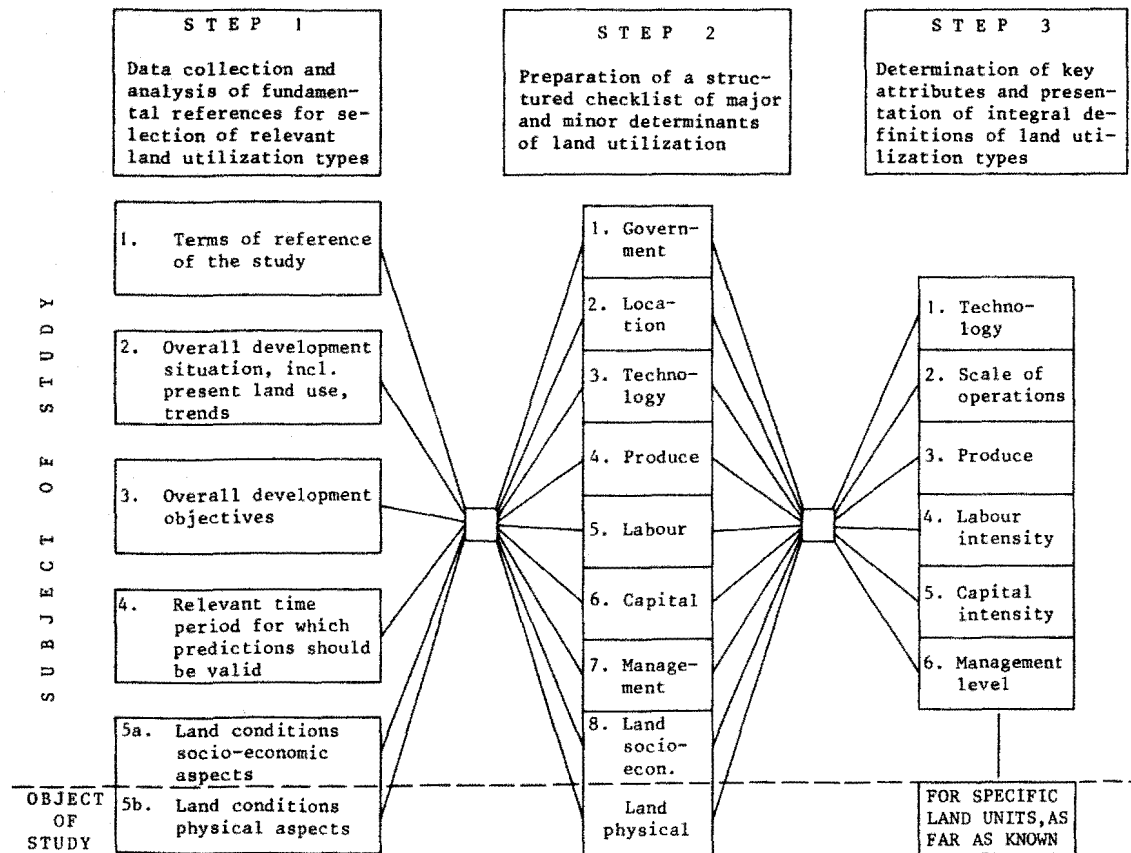 STEP 1
Data collection and
analysis of fundamen-
tal references for se-
lection of relevant
land utilization types
STEP 2
Preparation of a struc-
tured checklist of major
and minor determinants
of land utilization
STEP 3
Determination of key
attributes and presen-
tation of integral de-
finitions of land uti-
lization types
SUBJECT OF STUDY
1. Terms of reference
of the study
2. Overall development
situation, incl.
present land use,
trends
3. Overall development
objectives
4. Relevant time
period for which
predictions should
be valid
5a. Land conditions
socio-economic
aspects
OBJECT
OF
STUDY
5b. Land conditions
physical aspects
1. Govern-
ment
2. Loca-
tion
3. Techno-
logy
4. Produce
5. Labour
6. Capital
7. Manage-
ment
8. Land
socio-
econ.
Land
physical
1. Techno-
logy
2. Scale of
operations
3. Produce
4. Labour
intensity
5. Capital
intensity
6. Management
level
FOR SPECIFIC
LAND UNITS,AS
FAR AS KNOWN